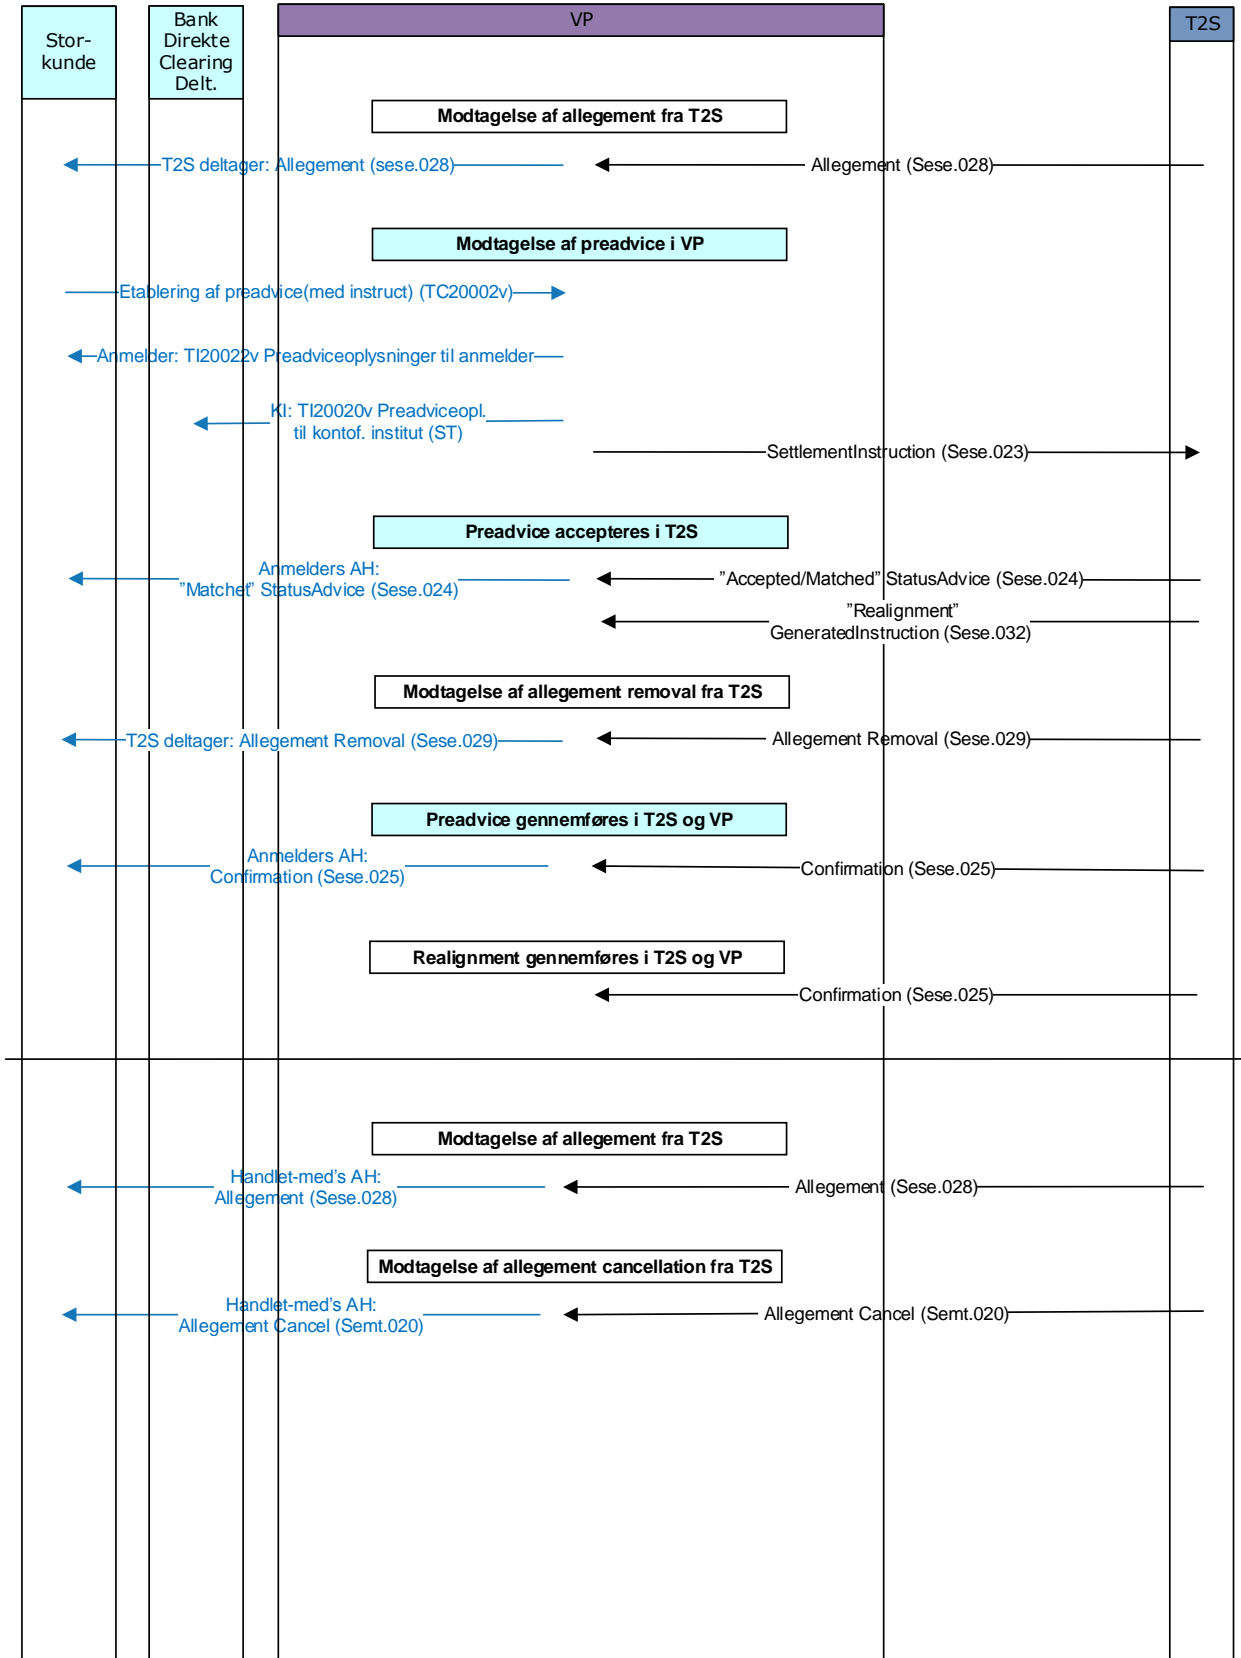 Stor-
kunde
Bank
Direkte
Clearing
Delt.
VP
T2S
Modtagelse af allegement fra T2S
T2S deltager: Allegement (sese.028)
Allegement (Sese.028)
Modtagelse af preadvice i VP
Etablering af preadvice(med instruct) (TC20002v)
Anmelder: TI20022v Preadviceoplysninger til anmelder
KI: TI20020v Preadviceopl.
til kontof. institut (ST)
SettlementInstruction (Sese.023)
Preadvice accepteres i T2S
Anmelders AH:
”Matchet” StatusAdvice (Sese.024)
”Accepted/Matched” StatusAdvice (Sese.024)
”Realignment”
GeneratedInstruction (Sese.032)
Modtagelse af allegement removal fra T2S
T2S deltager: Allegement Removal (Sese.029)
Allegement Removal (Sese.029)
Preadvice gennemføres i T2S og VP
Anmelders AH:
Confirmation (Sese.025)
Confirmation (Sese.025)
Realignment gennemføres i T2S og VP
Confirmation (Sese.025)
Modtagelse af allegement fra T2S
Handlet-med’s AH:
Allegement (Sese.028)
Allegement (Sese.028)
Modtagelse af allegement cancellation fra T2S
Handlet-med’s AH:
Allegement Cancel (Semt.020)
Allegement Cancel (Semt.020)